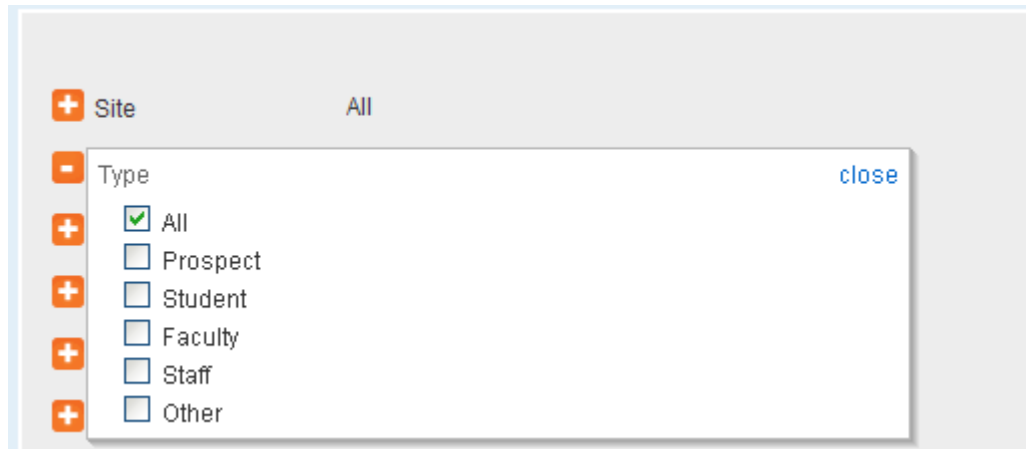 Site All
Type close
All
Prospect
Student
Faculty
Staff
Other